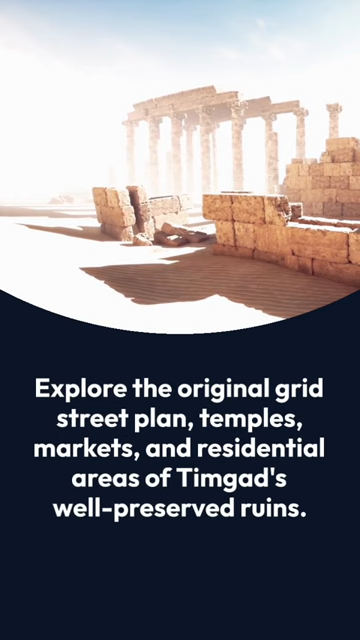 Explore the original grid
street plan, temples,
markets, and residential
areas of Timgad's
well-preserved ruins.